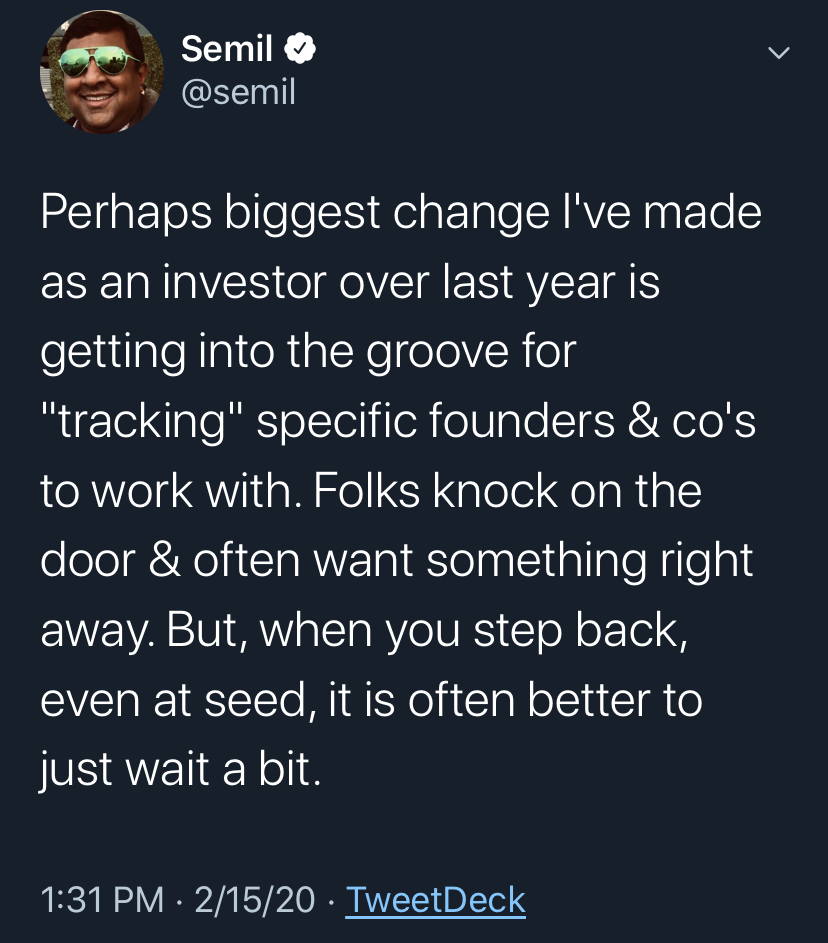 Semil
@semil
Perhaps biggest change I've made
as an investor over last year is
getting into the groove for
"tracking" specific founders & co's
to work with. Folks knock on the
door & often want something right
away. But, when you step back,
even at seed, it is often better to
just wait a bit.
1:31 PM · 2/15/20 · TweetDeck